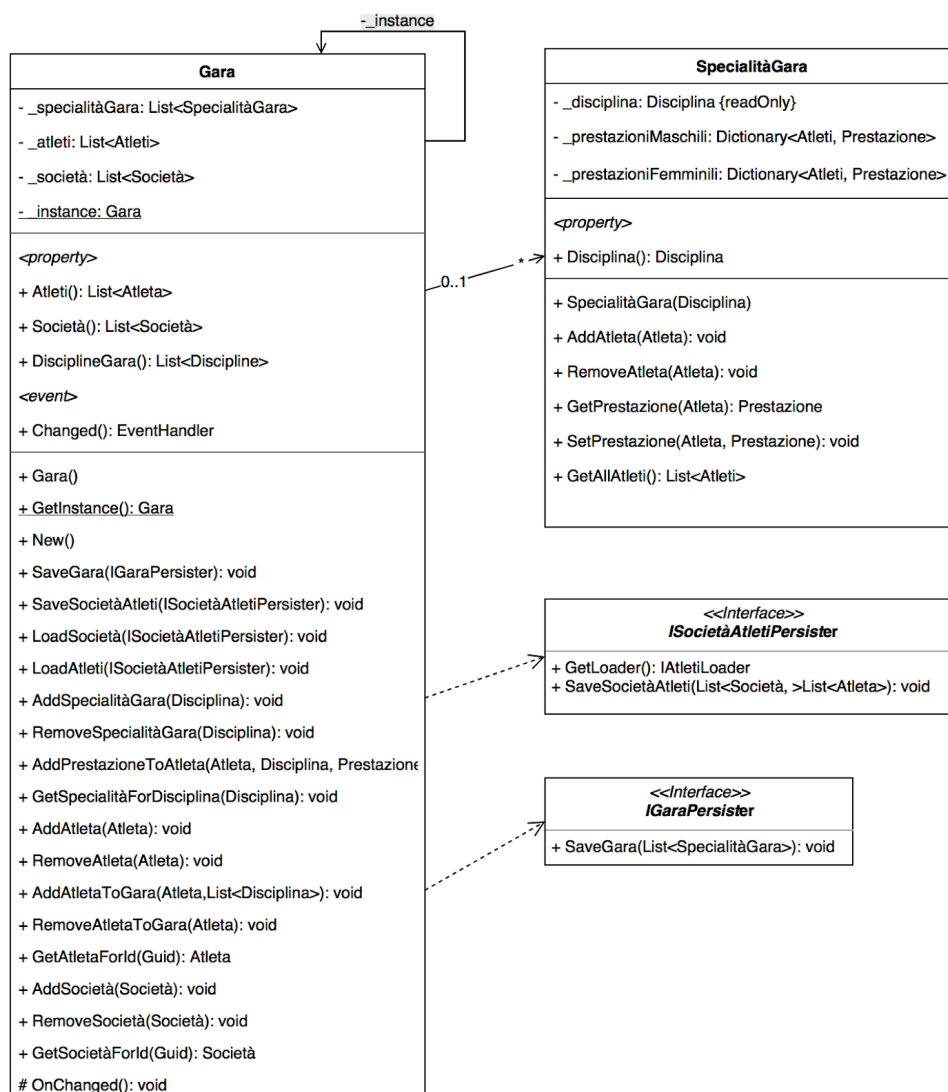 -_instance
Gara
- _specialitàGara: List<SpecialitàGara>
- _atleti: List<Atleti>
- _società: List<Società>
- _instance: Gara
<property>
+ Atleti(): List<Atleta>
+ Società(): List<Società>
+ DisciplineGara(): List<Discipline>
<event>
+ Changed(): EventHandler
+ Gara()
+ GetInstance(): Gara
+ New()
+ SaveGara(IGaraPersister): void
+ SaveSocietàAtleti(ISocietàAtletiPersister): void
+ LoadSocietà(ISocietàAtletiPersister): void
+ LoadAtleti(ISocietàAtletiPersister): void
+ AddSpecialitàGara(Disciplina): void
+ RemoveSpecialitàGara(Disciplina): void
+ AddPrestazioneToAtleta(Atleta, Disciplina, Prestazione
+ GetSpecialitàForDisciplina(Disciplina): void
+ AddAtleta(Atleta): void
+ RemoveAtleta(Atleta): void
+ AddAtletaToGara(Atleta,List<Disciplina>): void
+ RemoveAtletaToGara(Atleta): void
+ GetAtletaForId(Guid): Atleta
+ AddSocietà(Società): void
+ RemoveSocietà(Società): void
+ GetSocietàForId(Guid): Società
# OnChanged(): void
0..1
*
SpecialitàGara
- _disciplina: Disciplina {readOnly}
- _prestazioniMaschili: Dictionary<Atleti, Prestazione>
- _prestazioniFemminili: Dictionary<Atleti, Prestazione>
<property>
+ Disciplina(): Disciplina
+ SpecialitàGara(Disciplina)
+ AddAtleta(Atleta): void
+ RemoveAtleta(Atleta): void
+ GetPrestazione(Atleta): Prestazione
+ SetPrestazione(Atleta, Prestazione): void
+ GetAllAtleti(): List<Atleti>
<<Interface>>
ISocietàAtletiPersister
+ GetLoader(): IAtletiLoader
+ SaveSocietàAtleti(List<Società, >List<Atleta>): void
<<Interface>>
IGaraPersister
+ SaveGara(List<SpecialitàGara>): void